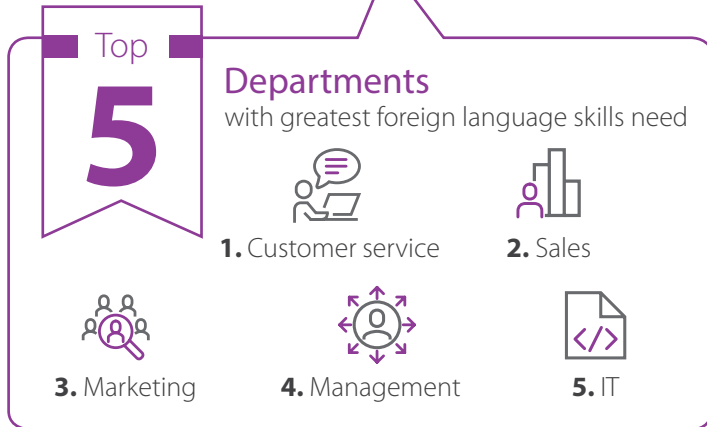 Top
5
Departments
with greatest foreign language skills need
1. Customer service
2. Sales
3. Marketing
4. Management
5. IT